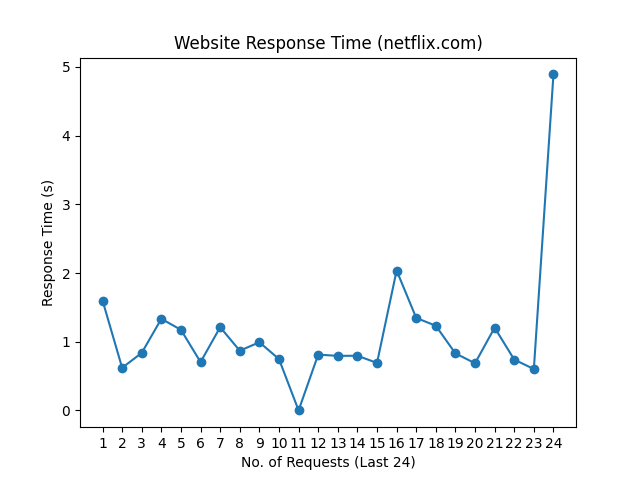 Website Response Time (netflix.com)
Response Time (s)
5
4
3
2
1
0
1 2 3 4 5 6 7 8 9 10 11 12 13 14 15 16 17 18 19 20 21 22 23 24
No. of Requests (Last 24)